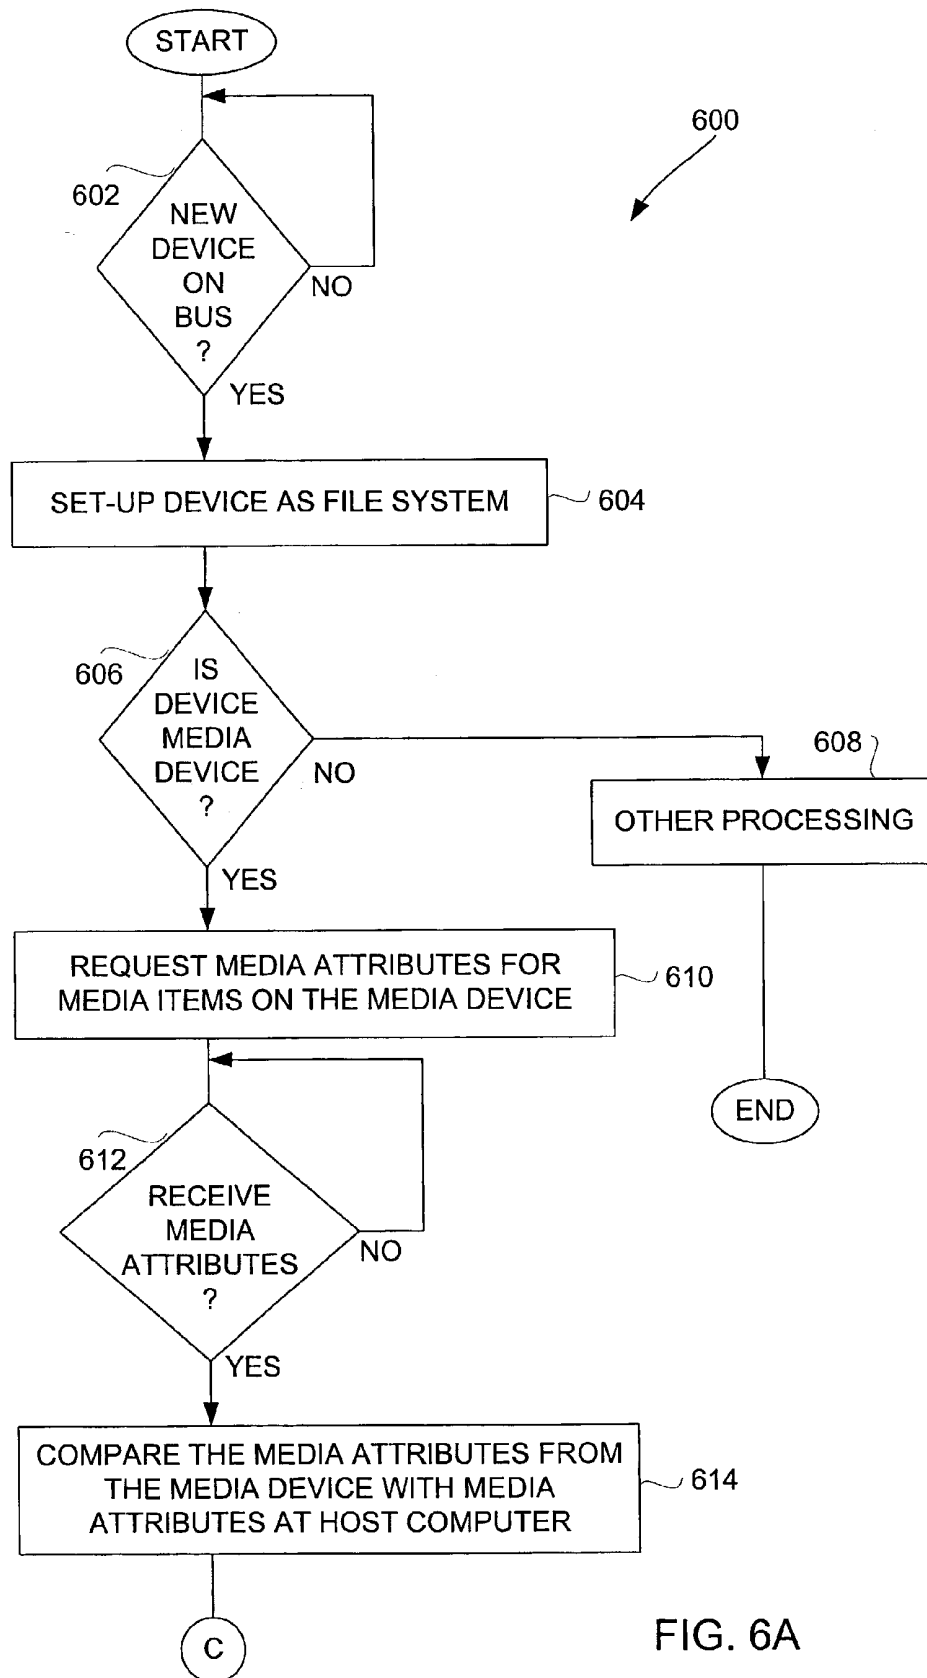 START
600
602
NEW
DEVICE
ON
BUS
?
NO
YES
SET-UP DEVICE AS FILE SYSTEM
604
606
IS
DEVICE
MEDIA
DEVICE
?
NO
608
OTHER PROCESSING
YES
REQUEST MEDIA ATTRIBUTES FOR
MEDIA ITEMS ON THE MEDIA DEVICE
610
END
612
RECEIVE
MEDIA
ATTRIBUTES
?
NO
YES
COMPARE THE MEDIA ATTRIBUTES FROM
THE MEDIA DEVICE WITH MEDIA
ATTRIBUTES AT HOST COMPUTER
614
C
FIG. 6A